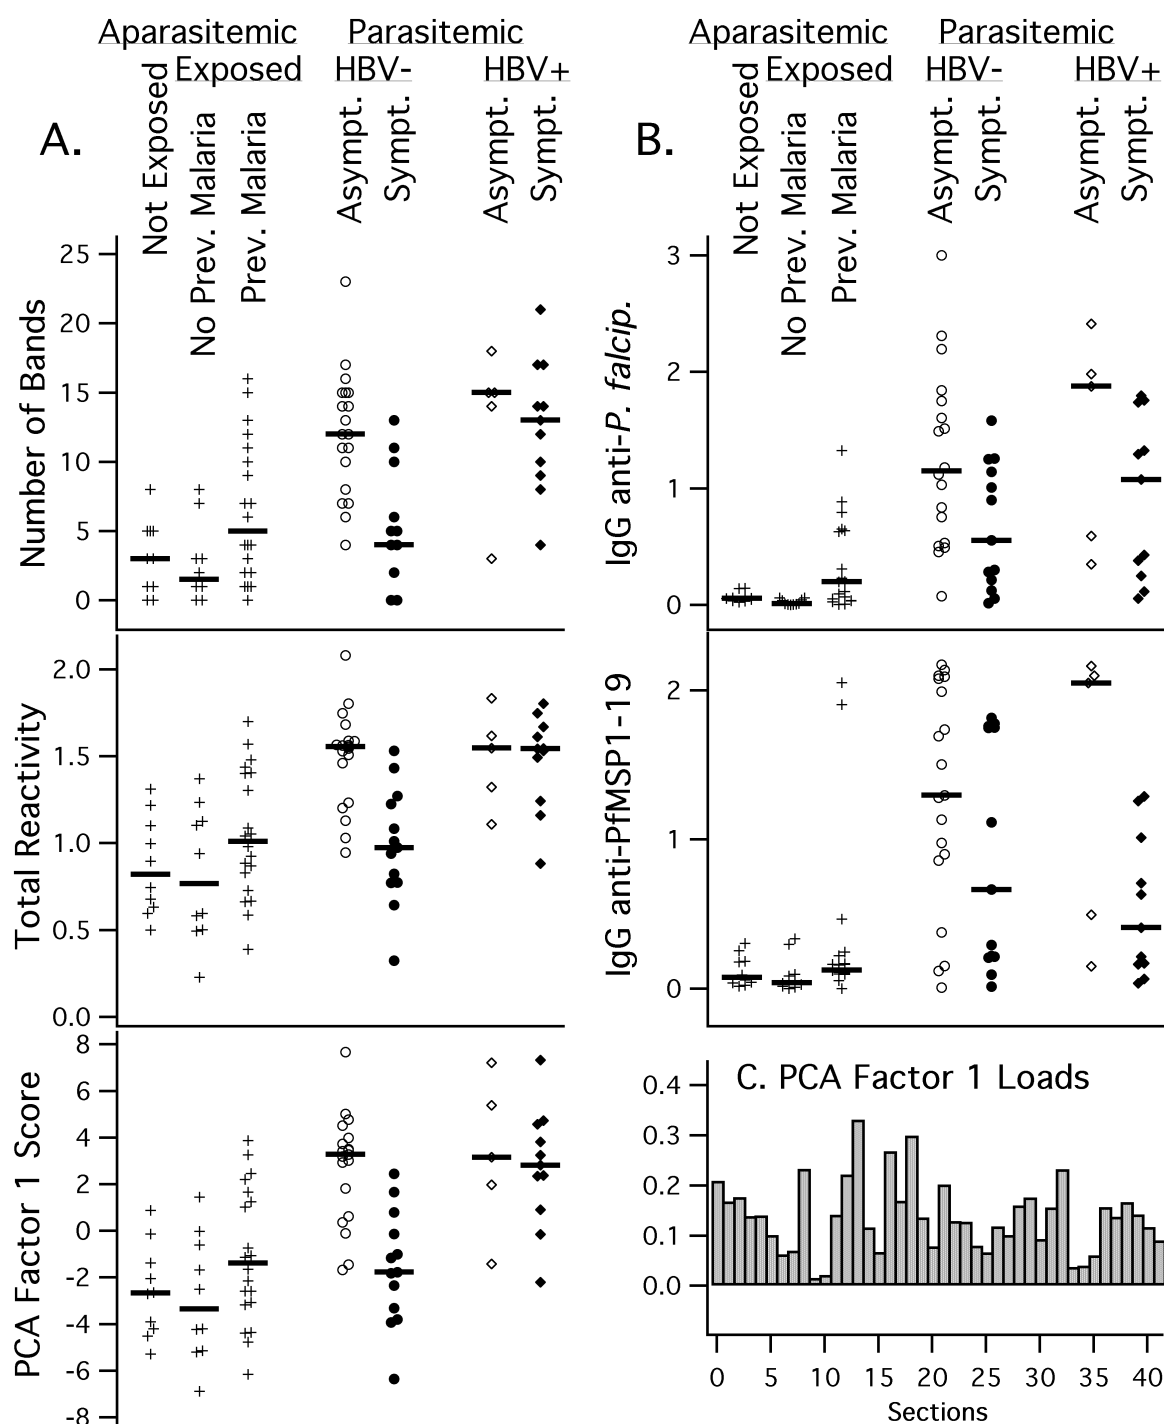 Aparasitemic Parasitemic
Exposed HBV- HBV+
Not Exposed
No Prev. Malaria
Prev. Malaria
Asympt.
Sympt.
Asympt.
Sympt.
A.
Number of Bands
25
20
15
10
5
0
Total Reactivity
2.0
1.5
1.0
0.5
0.0
PCA Factor 1 Score
8
6
4
2
0
-2
-4
-6
-8
Aparasitemic Parasitemic
Exposed HBV- HBV+
Not Exposed
No Prev. Malaria
Prev. Malaria
Asympt.
Sympt.
Asympt.
Sympt.
B.
IgG anti-P. falcip.
3
2
1
0
IgG anti-PfMSP1-19
2
1
0
C. PCA Factor 1 Loads
0.4
0.3
0.2
0.1
0.0
0 5 10 15 20 25 30 35 40
Sections